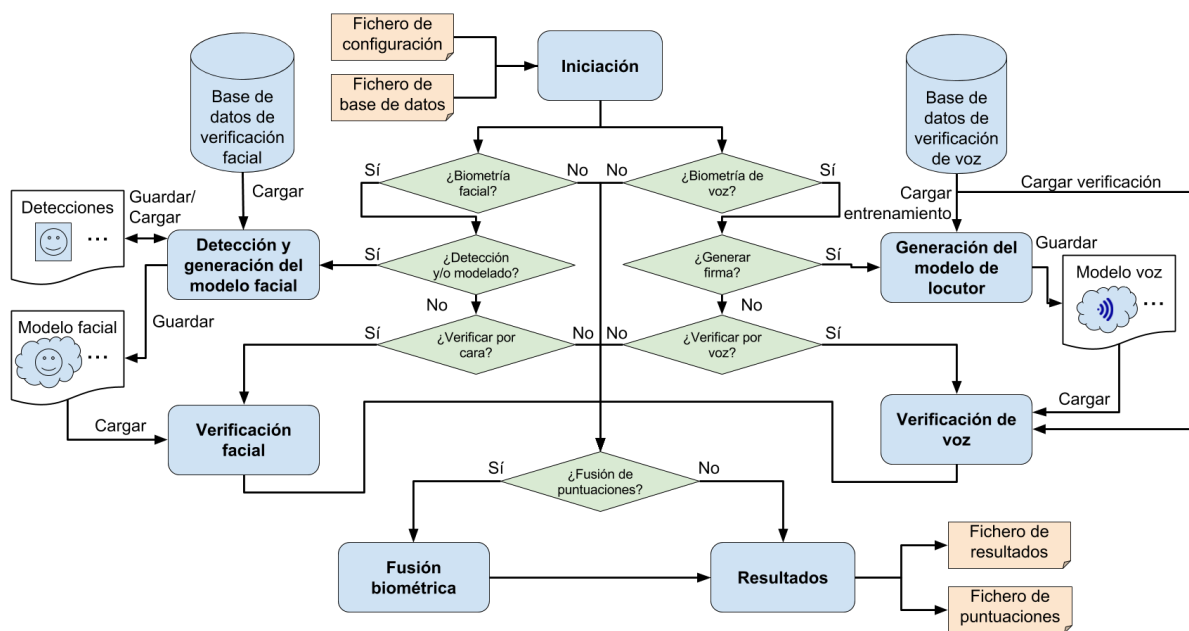 Fichero de
configuración
Iniciación
Fichero de
base de datos
Base de
datos de
verificación
facial
Base de
datos de
verificación
de voz
Sí
¿Biometría
facial?
No
No
¿Biometría de
voz?
Sí
Cargar
Cargar
entrenamiento
Cargar verificación
Detecciones
...
Guardar/
Cargar
Detección y
generación del
modelo facial
Sí
¿Detección
y/o modelado?
¿Generar
firma?
Sí
Generación del
modelo de
locutor
Guardar
Modelo voz
...
No
No
Guardar
Modelo facial
...
Sí
¿Verificar por
cara?
No
No
¿Verificar por
voz?
Sí
Cargar
Verificación
facial
Cargar
Verificación de
voz
Sí
¿Fusión de
puntuaciones?
No
Fusión
biométrica
Resultados
Fichero de
resultados
Fichero de
puntuaciones